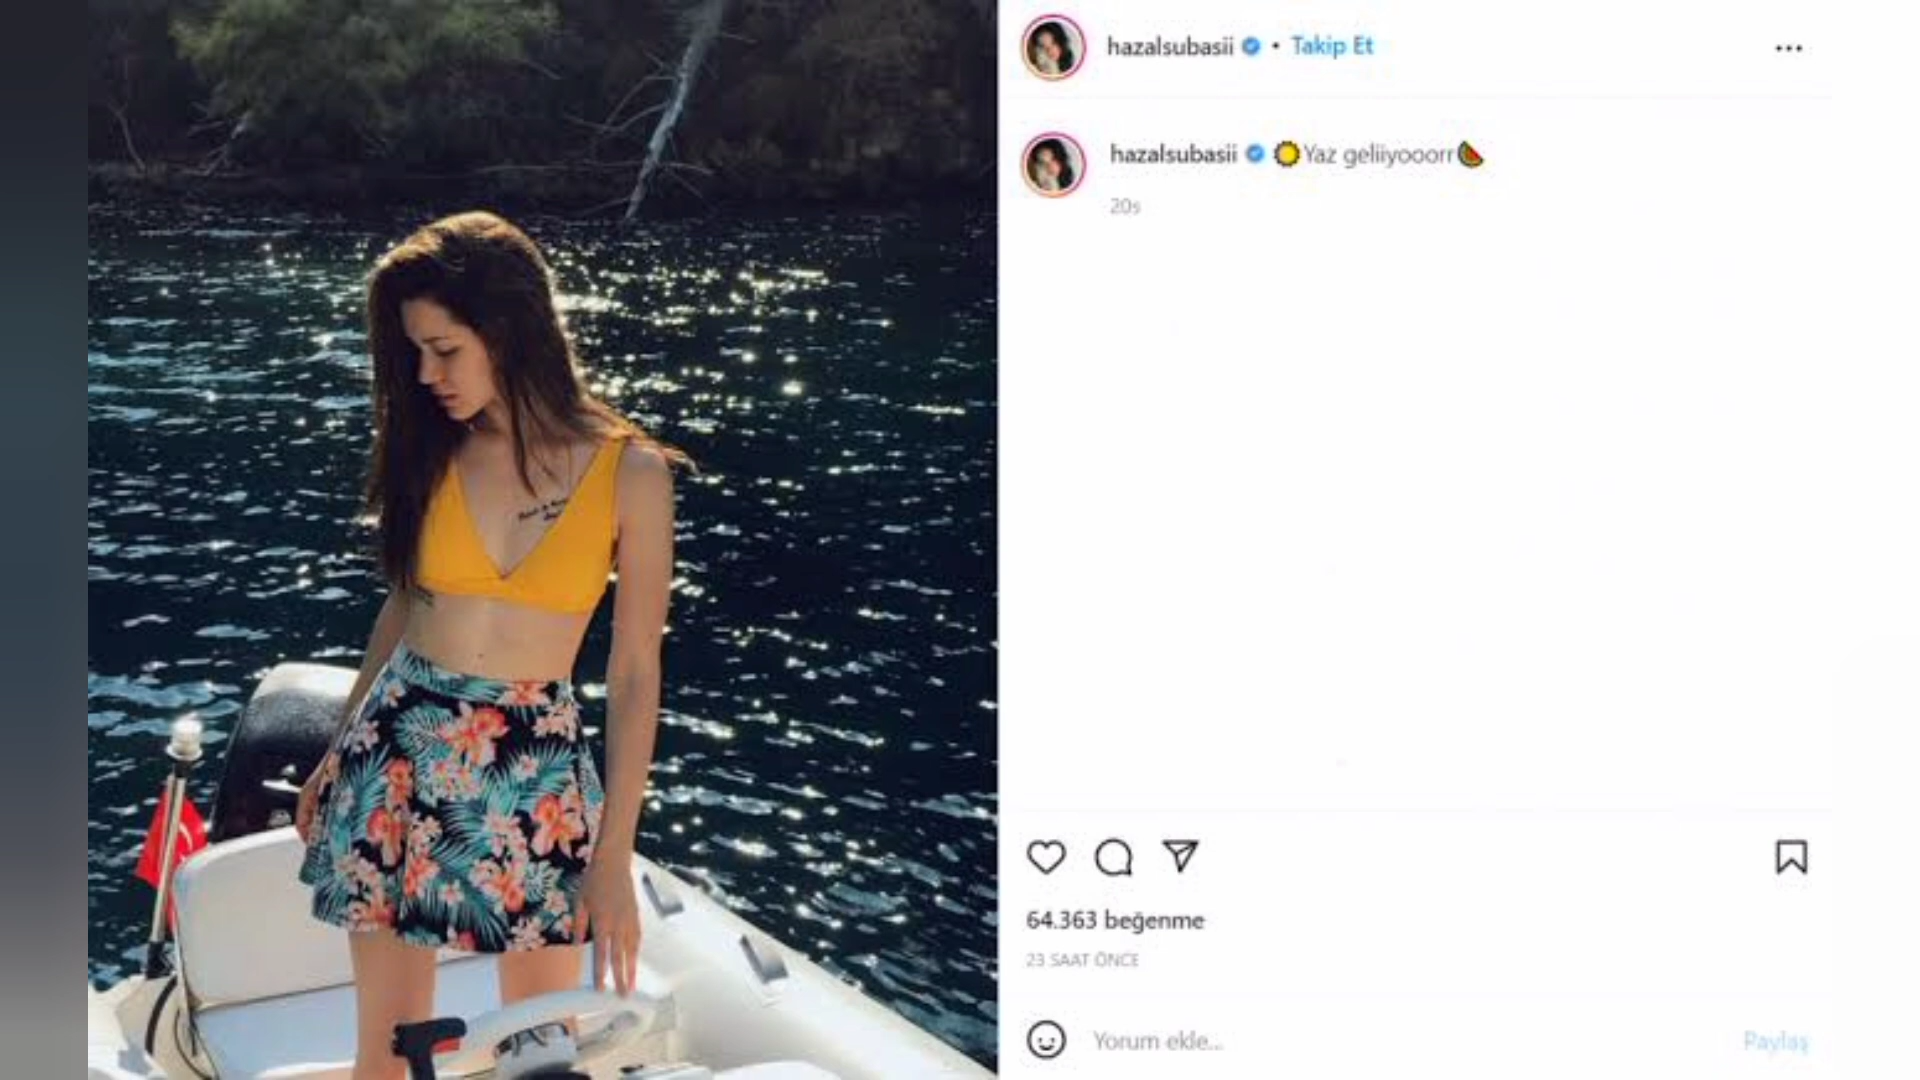 hazalsubasii • Takip Et
hazalsubasii Yaz geliiyooorr
20s
64.363 beğenme
23 SAAT ÖNCE
Yorum ekle...
Paylaş